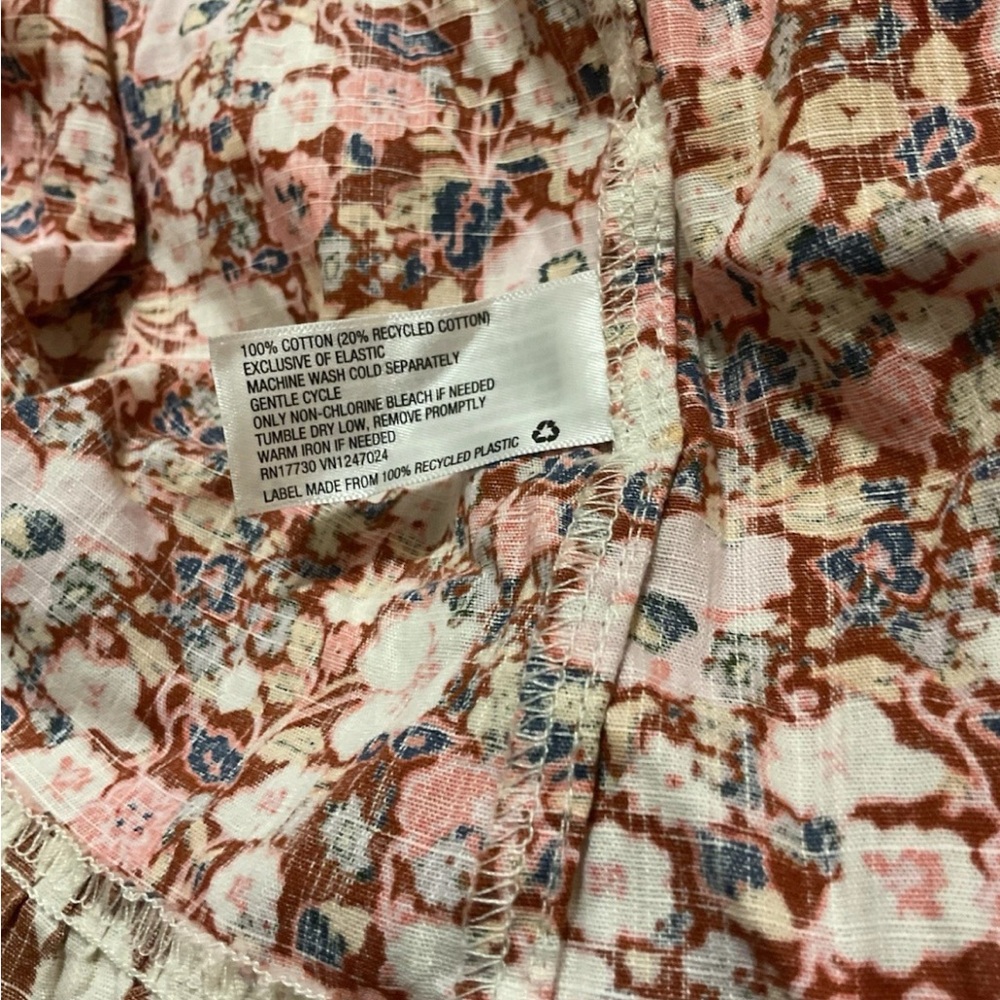 100% COTTON (20% RECYCLED COTTON)
EXCLUSIVE OF ELASTIC
MACHINE WASH COLD SEPARATELY
GENTLE CYCLE
ONLY NON-CHLORINE BLEACH IF NEEDED
TUMBLE DRY LOW, REMOVE PROMPTLY
WARM IRON IF NEEDED
RN17730 VN1247024
LABEL MADE FROM 100% RECYCLED PLASTIC